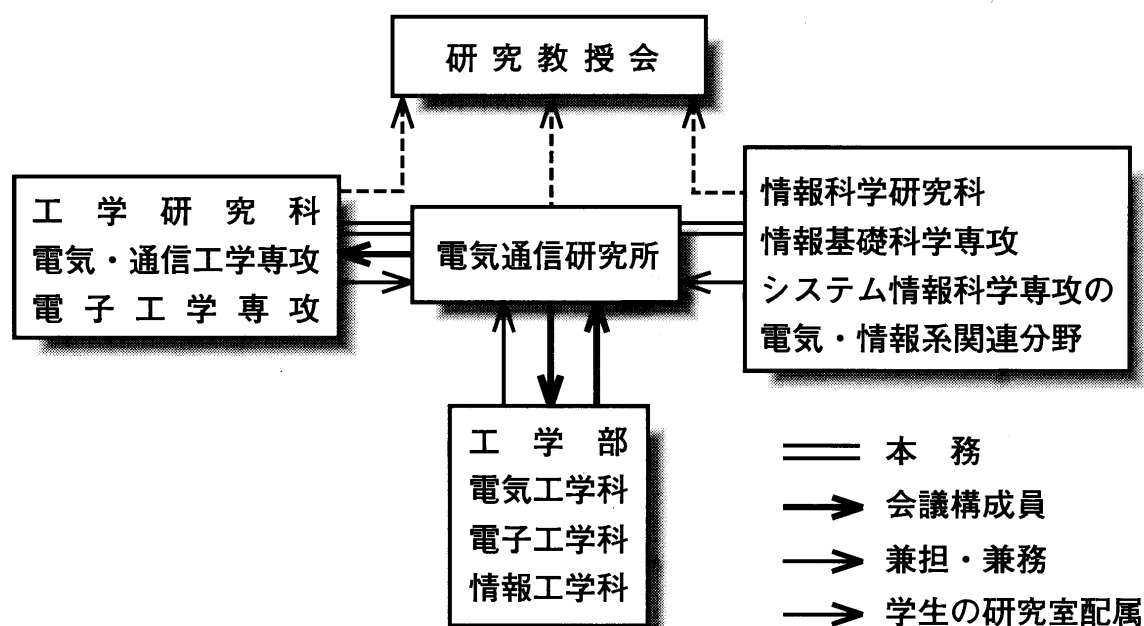 研究教授会
工学研究科
電気・通信工学専攻
電子工学専攻
電気通信研究所
情報科学研究科
情報基礎科学専攻
システム情報科学専攻の
電気・情報系関連分野
工学部
電気工学科
電子工学科
情報工学科
本務
会議構成員
兼担・兼務
学生の研究室配属